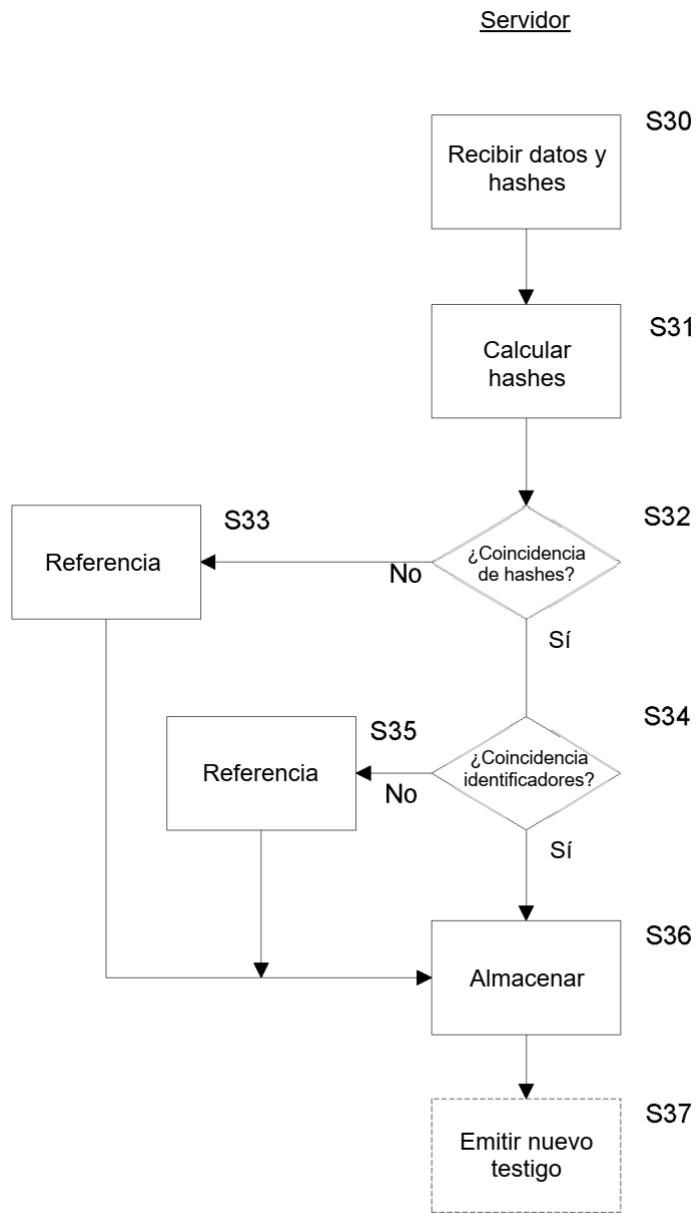 Servidor
S30
Recibir datos y
hashes
S31
Calcular
hashes
S32
¿Coincidencia
de hashes?
No
S33
Referencia
Sí
S34
¿Coincidencia
identificadores?
No
S35
Referencia
Sí
S36
Almacenar
S37
Emitir nuevo
testigo